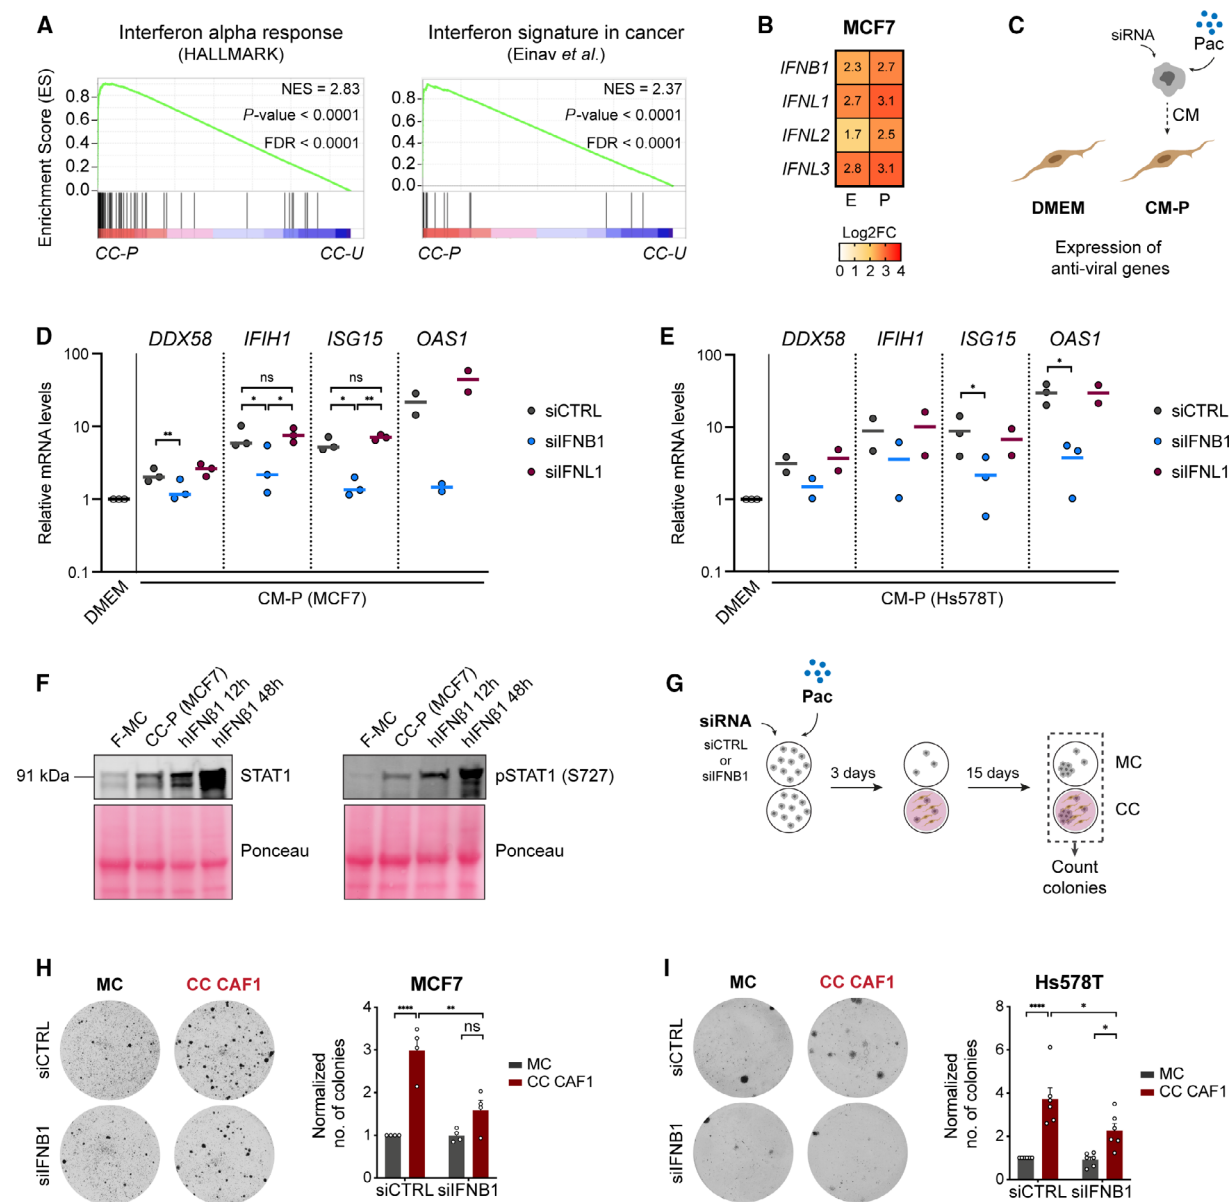 A
Interferon alpha response
(HALLMARK)
Interferon signature in cancer
(Einav et al.)
Enrichment Score (ES)
0.8
0.6
0.4
0.2
0.0
NES = 2.83
P-value < 0.0001
FDR < 0.0001
CC-P
CC-U
0.8
0.6
0.4
0.2
0.0
NES = 2.37
P-value < 0.0001
FDR < 0.0001
CC-P
CC-U
B
MCF7
IFNB1 2.3 2.7
IFNL1 2.7 3.1
IFNL2 1.7 2.5
IFNL3 2.8 3.1
E P
Log2FC
0 1 2 3 4
C
siRNA
Pac
CM
DMEM
CM-P
Expression of
anti-viral genes
D
DDX58 IFIH1 ISG15 OAS1
Relative mRNA levels
100
10
1
0.1
** 
ns
* *
ns
* **
siCTRL
siIFNB1
siIFNL1
DMEM
CM-P (MCF7)
E
DDX58 IFIH1 ISG15 OAS1
Relative mRNA levels
100
10
1
0.1
*
*
siCTRL
siIFNB1
siIFNL1
DMEM
CM-P (Hs578T)
F
F-MC
CC-P (MCF7)
hIFNβ1 12h
hIFNβ1 48h
91 kDa
STAT1
Ponceau
F-MC
CC-P (MCF7)
hIFNβ1 12h
hIFNβ1 48h
pSTAT1 (S727)
Ponceau
G
Pac
siRNA
siCTRL
or
siIFNB1
3 days
15 days
MC
CC
Count
colonies
H
MC
CC CAF1
siCTRL
siIFNB1
MCF7
Normalized
no. of colonies
4
3
2
1
0
**** **
ns
MC
CC CAF1
siCTRL siIFNB1
I
MC
CC CAF1
siCTRL
siIFNB1
Hs578T
Normalized
no. of colonies
8
6
4
2
0
**** *
*
MC
CC CAF1
siCTRL siIFNB1